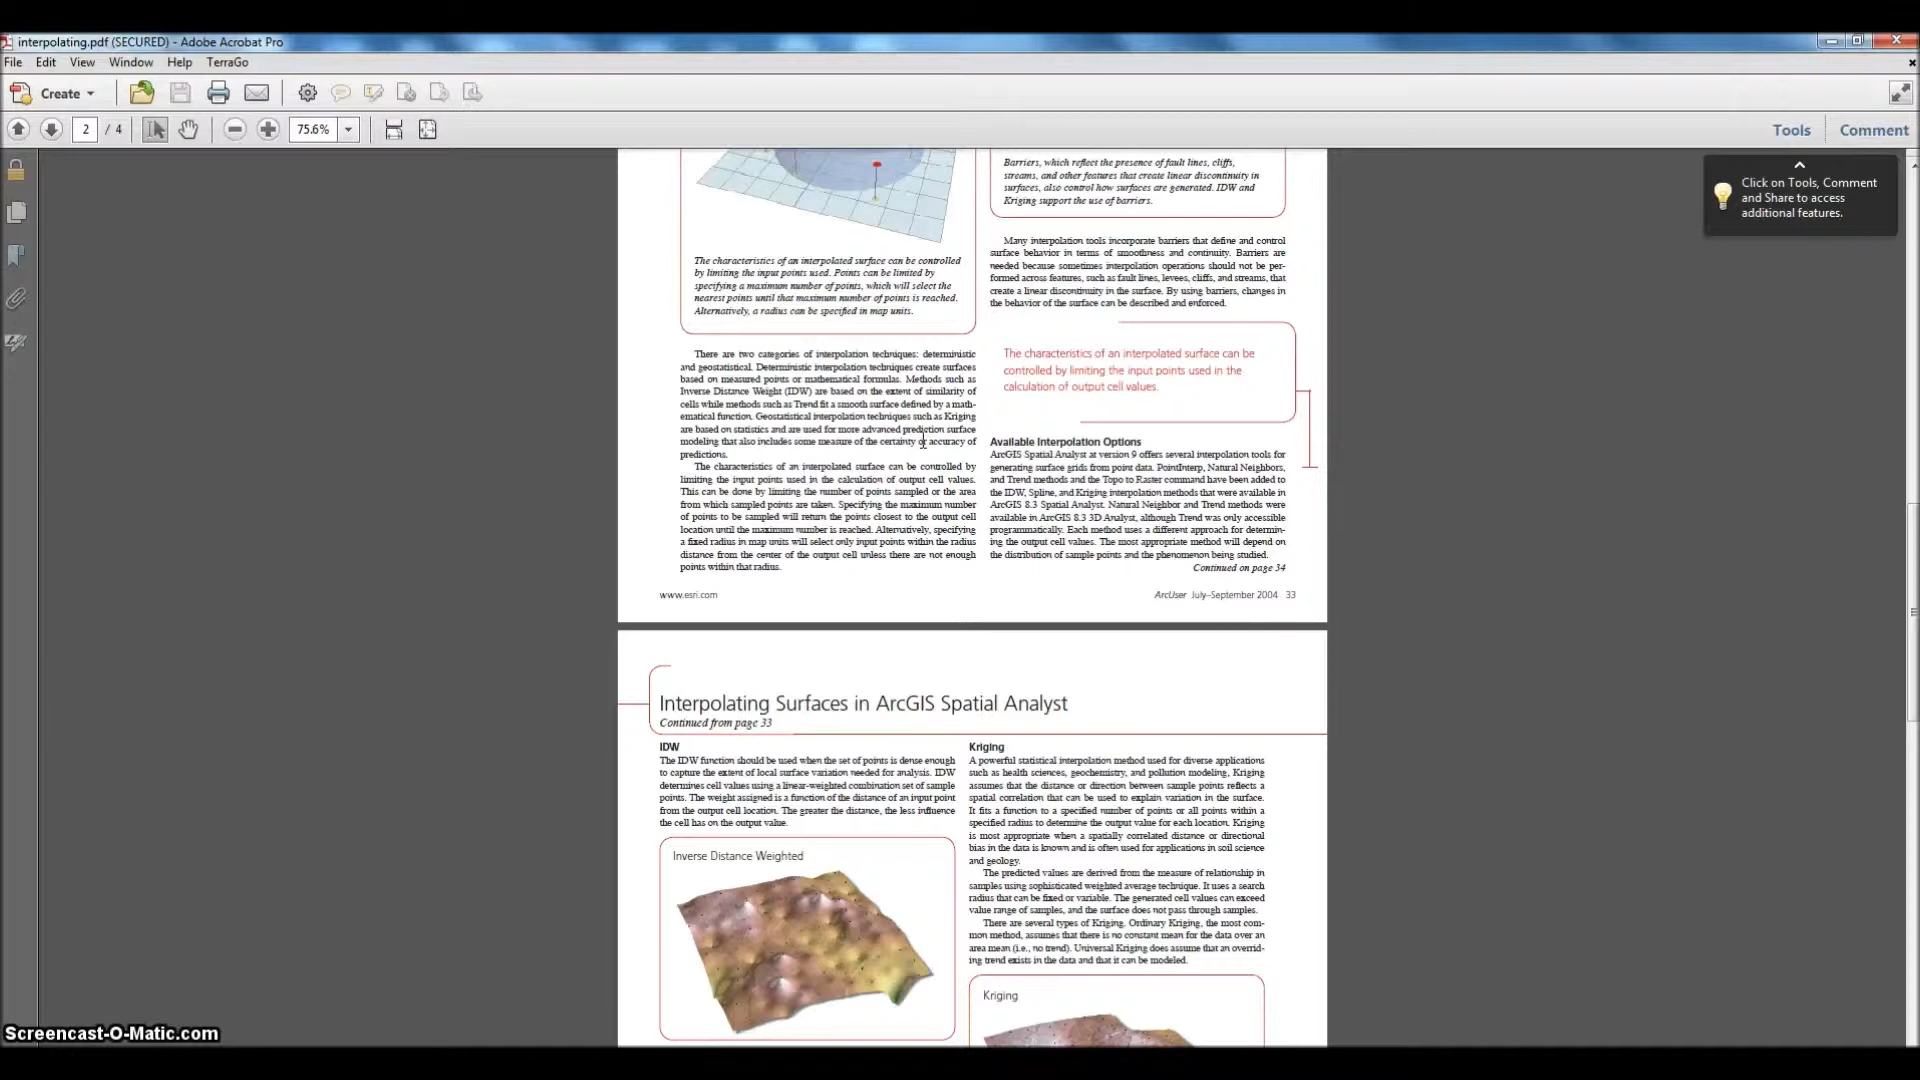 interpolating.pdf (SECURED) - Adobe Acrobat Pro
File Edit View Window Help TerraGo
Create
2 / 4 75.6% Tools Comment
Click on Tools, Comment
and Share to access
additional features.
The characteristics of an interpolated surface can be controlled
by limiting the input points used. Points can be limited by
specifying a maximum number of points, which will select the
nearest points until that maximum number of points is reached.
Alternatively, a radius can be specified in map units.
There are two categories of interpolation techniques: deterministic
and geostatistical. Deterministic interpolation techniques create surfaces
based on measured points or mathematical formulas. Methods such as
Inverse Distance Weight (IDW) are based on the extent of similarity of
cells while methods such as Trend fit a smooth surface defined by a math-
ematical function. Geostatistical interpolation techniques such as Kriging
are based on statistics and are used for more advanced prediction surface
modeling that also includes some measure of the certainty or accuracy of
predictions.
The characteristics of an interpolated surface can be controlled by
limiting the input points used in the calculation of output cell values.
This can be done by limiting the number of points sampled or the area
from which sampled points are taken. Specifying the maximum number
of points to be sampled will return the points closest to the output cell
location until the maximum number is reached. Alternatively, specifying
a fixed radius in map units will select only input points within the radius
distance from the center of the output cell unless there are not enough
points within that radius.
Barriers, which reflect the presence of fault lines, cliffs,
streams, and other features that create linear discontinuity in
surfaces, also control how surfaces are generated. IDW and
Kriging support the use of barriers.
Many interpolation tools incorporate barriers that define and control
surface behavior in terms of smoothness and continuity. Barriers are
needed because sometimes interpolation operations should not be per-
formed across features, such as fault lines, levees, cliffs, and streams, that
create a linear discontinuity in the surface. By using barriers, changes in
the behavior of the surface can be described and enforced.
The characteristics of an interpolated surface can be
controlled by limiting the input points used in the
calculation of output cell values.
Available Interpolation Options
ArcGIS Spatial Analyst at version 9 offers several interpolation tools for
generating surface grids from point data. PointInterp, Natural Neighbors,
and Trend methods and the Topo to Raster command have been added to
the IDW, Spline, and Kriging interpolation methods that were available in
ArcGIS 8.3 Spatial Analyst. Natural Neighbor and Trend methods were
available in ArcGIS 8.3 3D Analyst, although Trend was only accessible
programmatically. Each method uses a different approach for determin-
ing the output cell values. The most appropriate method will depend on
the distribution of sample points and the phenomenon being studied.
Continued on page 34
www.esri.com
ArcUser July–September 2004 33
Interpolating Surfaces in ArcGIS Spatial Analyst
Continued from page 33
IDW
The IDW function should be used when the set of points is dense enough
to capture the extent of local surface variation needed for analysis. IDW
determines cell values using a linear-weighted combination set of sample
points. The weight assigned is a function of the distance of an input point
from the output cell location. The greater the distance, the less influence
the cell has on the output value.
Inverse Distance Weighted
Kriging
A powerful statistical interpolation method used for diverse applications
such as health sciences, geochemistry, and pollution modeling, Kriging
assumes that the distance or direction between sample points reflects a
spatial correlation that can be used to explain variation in the surface.
It fits a function to a specified number of points or all points within a
specified radius to determine the output value for each location. Kriging
is most appropriate when a spatially correlated distance or directional
bias in the data is known and is often used for applications in soil science
and geology.
The predicted values are derived from the measure of relationship in
samples using sophisticated weighted average technique. It uses a search
radius that can be fixed or variable. The generated cell values can exceed
value range of samples, and the surface does not pass through samples.
There are several types of Kriging. Ordinary Kriging, the most com-
mon method, assumes that there is no constant mean for the data over an
area mean (i.e., no trend). Universal Kriging does assume that an overrid-
ing trend exists in the data and that it can be modeled.
Kriging
Screencast-O-Matic.com